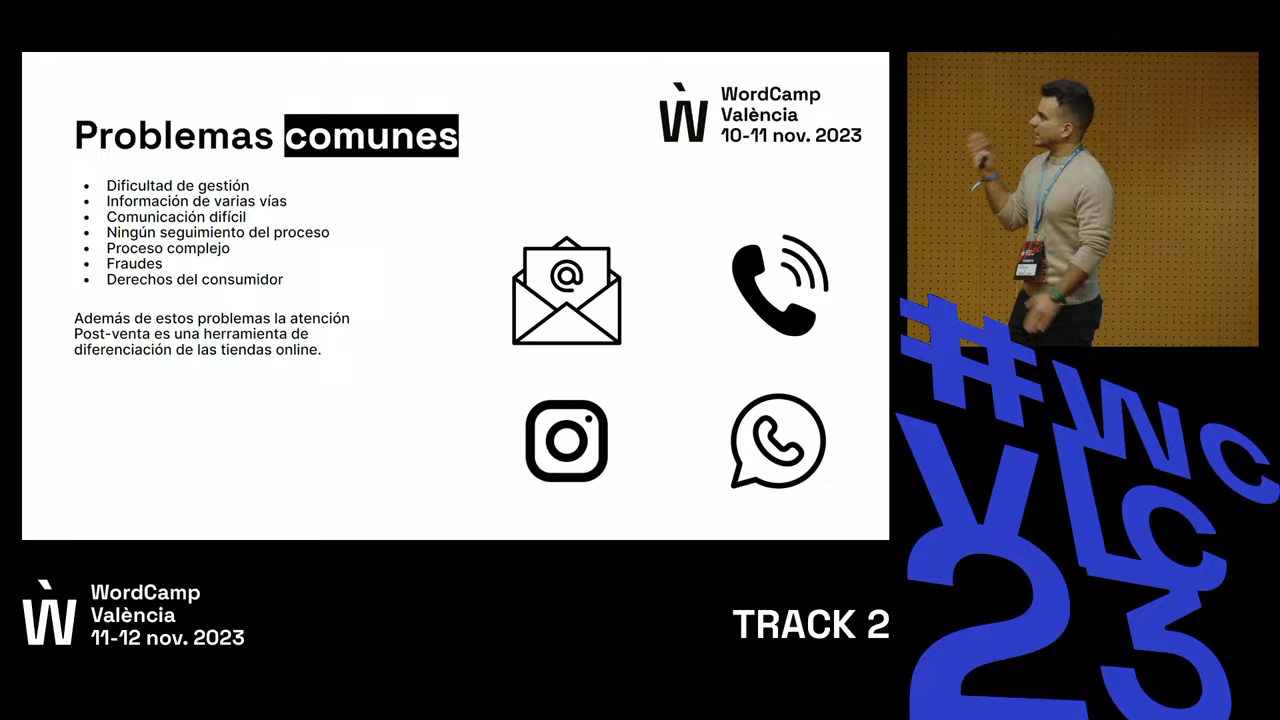 Problemas comunes
WordCamp
València
10-11 nov. 2023
Dificultad de gestión
Información de varias vías
Comunicación difícil
Ningún seguimiento del proceso
Proceso complejo
Fraudes
Derechos del consumidor
Además de estos problemas la atención
Post-venta es una herramienta de
diferenciación de las tiendas online.
WordCamp
València
11-12 nov. 2023
TRACK 2
#WC
VLC
23